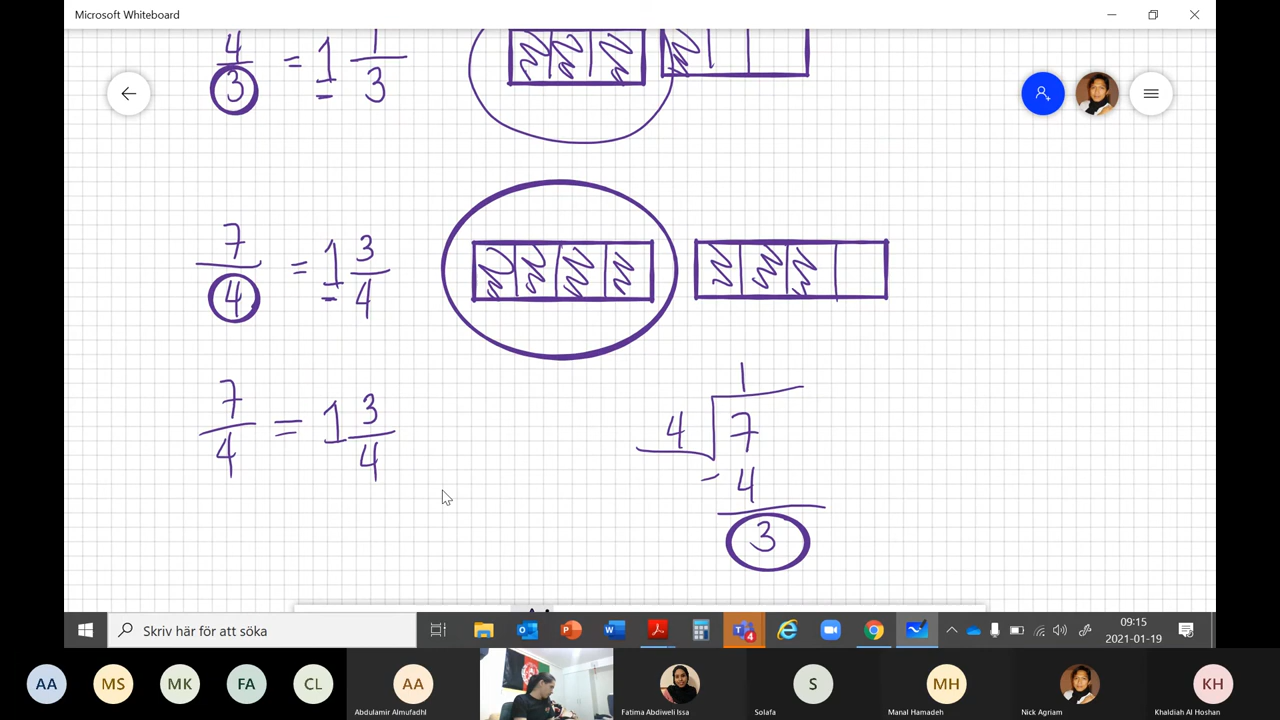 Microsoft Whiteboard
4/3 = 1 1/3
7/4 = 1 3/4
7/4 = 1 3/4
1
4 7
- 4
3
Skriv här för att söka
4
09:15
2021-01-19
AA MS MK FA CL AA S MH KH
Abdulamir Almufadhl Fatima Abdiweli Issa Solafa Manal Hamadeh Nick Agriam Khaldiah Al Hoshan